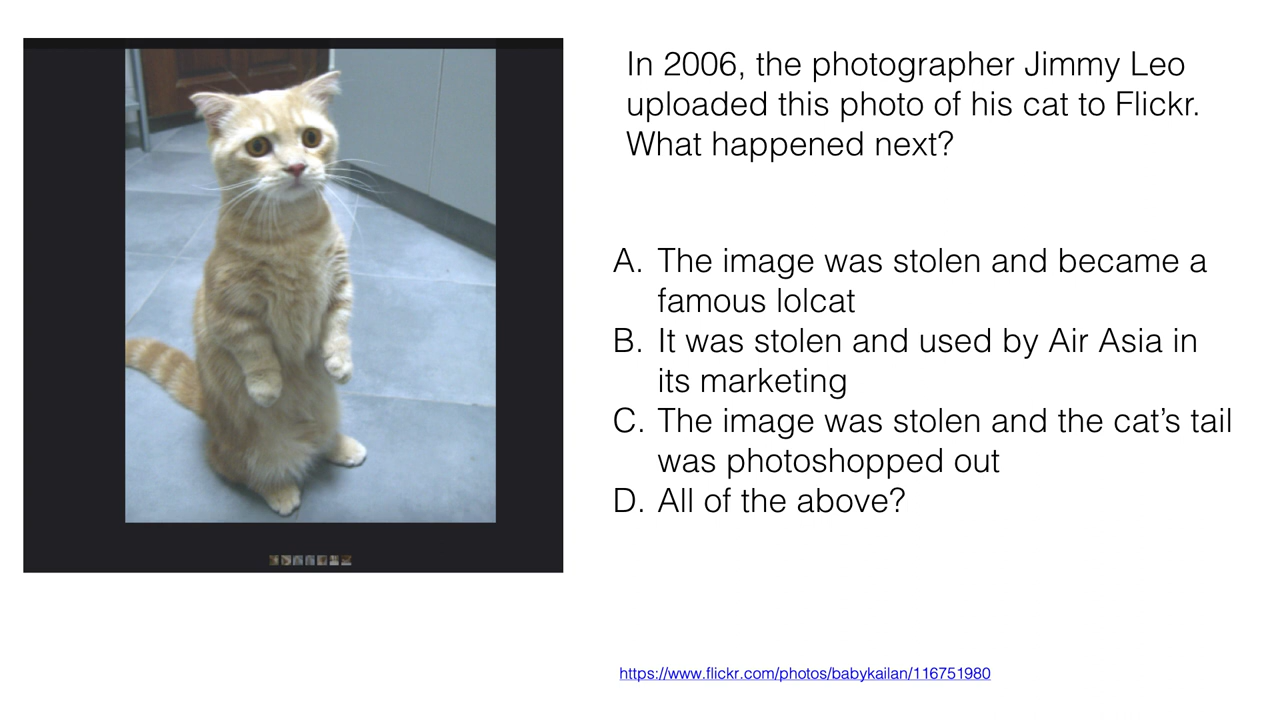 In 2006, the photographer Jimmy Leo
uploaded this photo of his cat to Flickr.
What happened next?
A. The image was stolen and became a
famous lolcat
B. It was stolen and used by Air Asia in
its marketing
C. The image was stolen and the cat’s tail
was photoshopped out
D. All of the above?
https://www.flickr.com/photos/babykailan/116751980